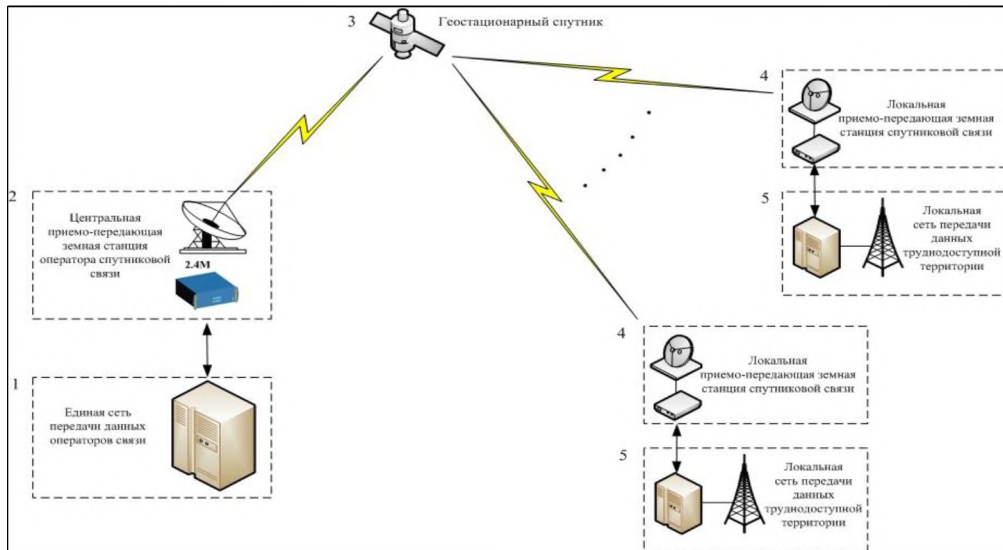 3
Геостационарный спутник
4
Локальная
приемо-передающая земная
станция спутниковой связи
5
Локальная
сеть передачи
данных
труднодоступной
территории
2
Центральная
приемо-передающая
земная станция
оператора спутниковой
связи
2.4М
1
Единая сеть
передачи данных
операторов связи
4
Локальная
приемо-передающая земная
станция спутниковой связи
5
Локальная
сеть передачи
данных
труднодоступной
территории